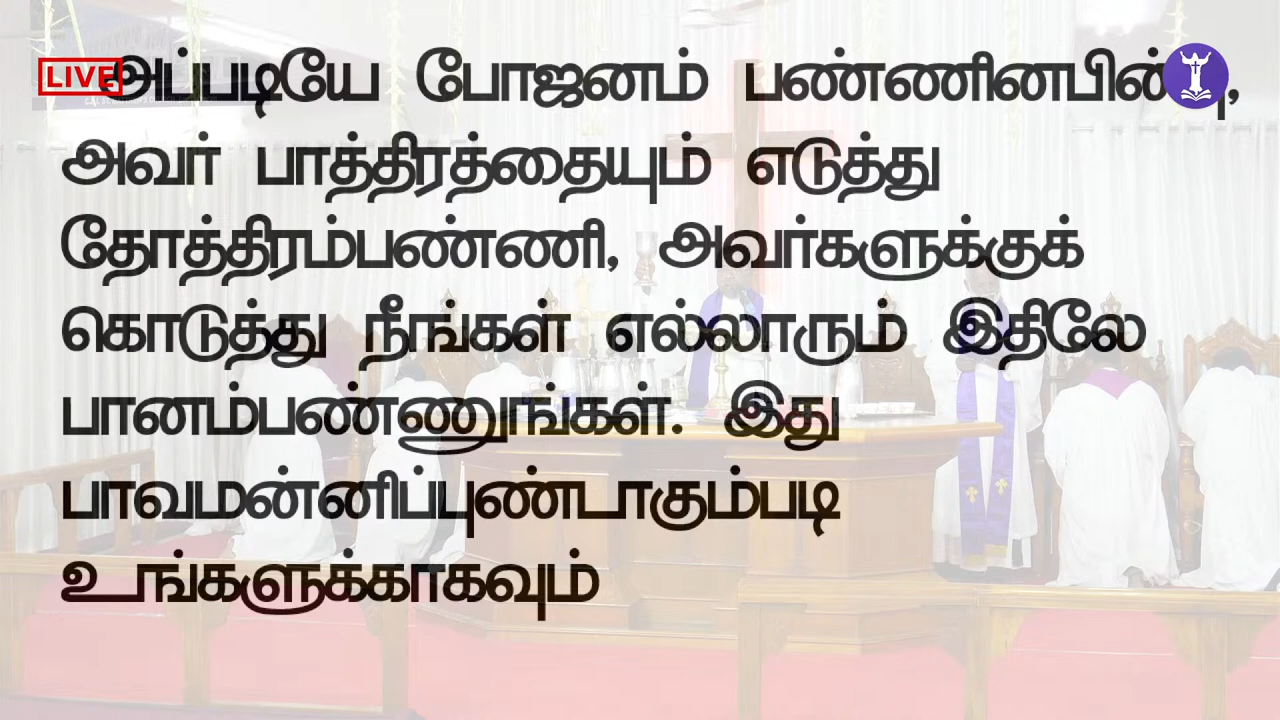 LIVE
அப்படியே போஜனம் பண்ணினபின்பு,
அவர் பாத்திரத்தையும் எடுத்து
தோத்திரம்பண்ணி, அவர்களுக்குக்
கொடுத்து நீங்கள் எல்லாரும் இதிலே
பானம்பண்ணுங்கள். இது
பாவமன்னிப்புண்டாகும்படி
உங்களுக்காகவும்